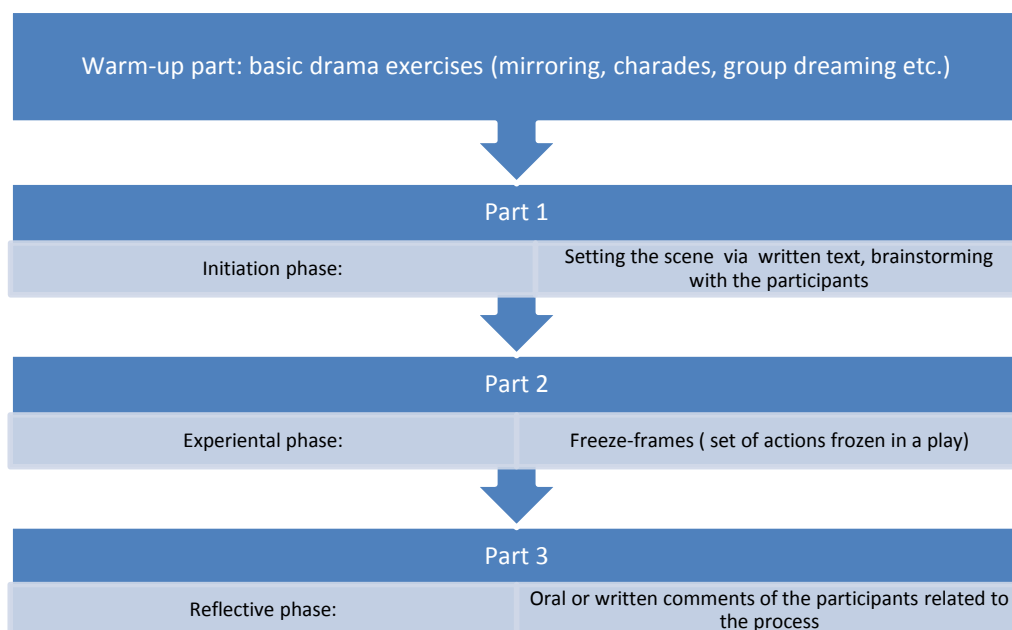 Warm-up part: basic drama exercises (mirroring, charades, group dreaming etc.)
Part 1
Initiation phase:
Setting the scene via written text, brainstorming
with the participants
Part 2
Experiental phase:
Freeze-frames ( set of actions frozen in a play)
Part 3
Reflective phase:
Oral or written comments of the participants related to
the process